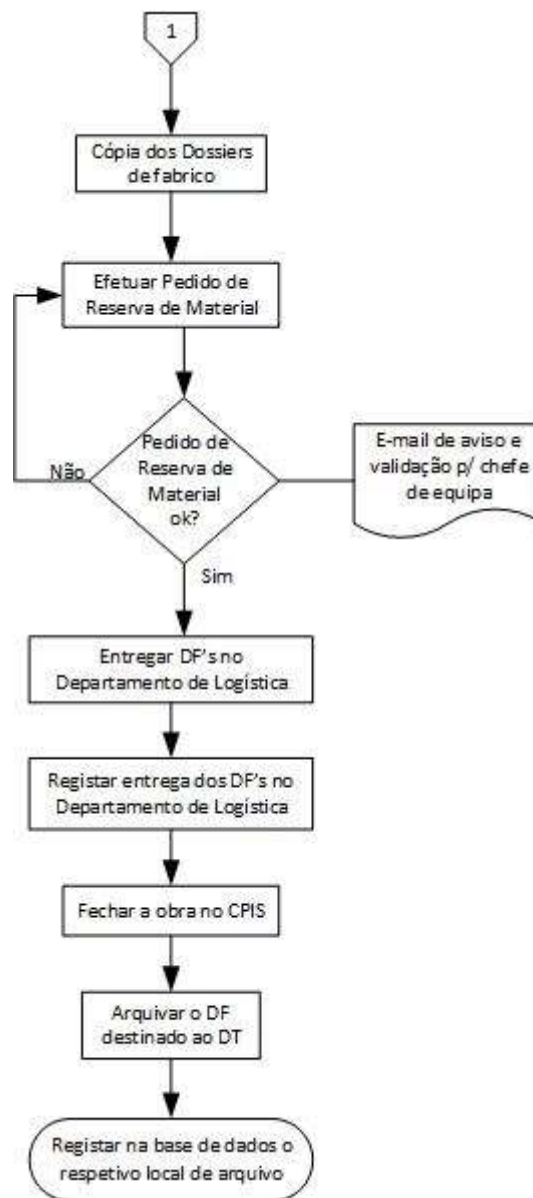 1
Cópia dos Dossiers
de fabrico
Efetuar Pedido de
Reserva de Material
Pedido de
Reserva de
Material
ok?
Não
E-mail de aviso e
validação p/ chefe
de equipa
Sim
Entregar DF's no
Departamento de Logística
Registar entrega dos DF's no
Departamento de Logística
Fechar a obra no CPIS
Arquivar o DF
destinado ao DT
Registar na base de dados o
respetivo local de arquivo